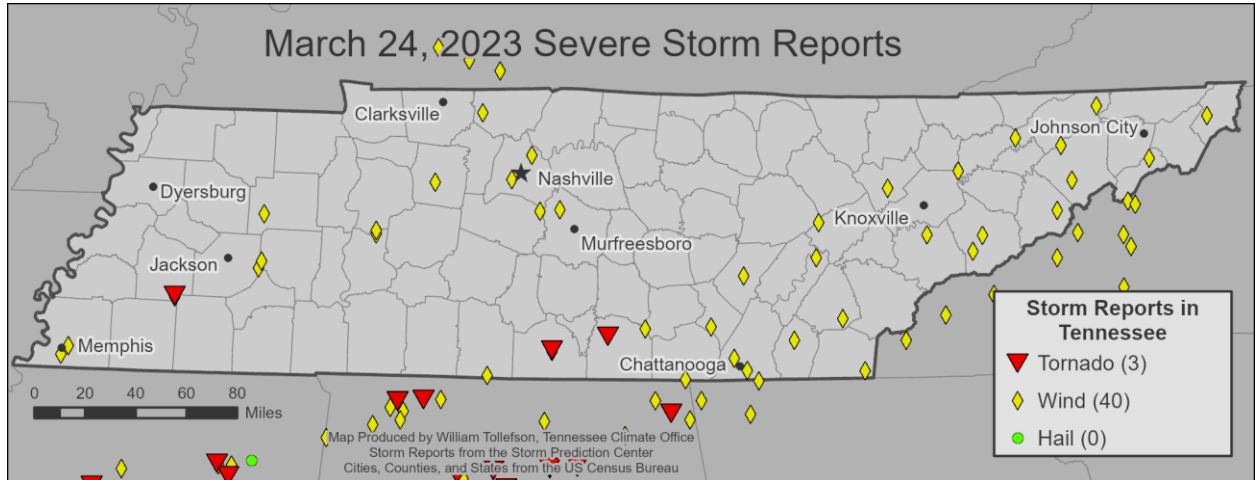 March 24, 2023 Severe Storm Reports
Clarksville
Johnson City
Nashville
Dyersburg
Knoxville
Murfreesboro
Jackson
Memphis
Chattanooga
Storm Reports in
Tennessee
Tornado (3)
Wind (40)
Hail (0)
0 20 40 60 80
Miles
Map Produced by William Tollefson, Tennessee Climate Office
Storm Reports from the Storm Prediction Center
Cities, Counties, and States from the US Census Bureau